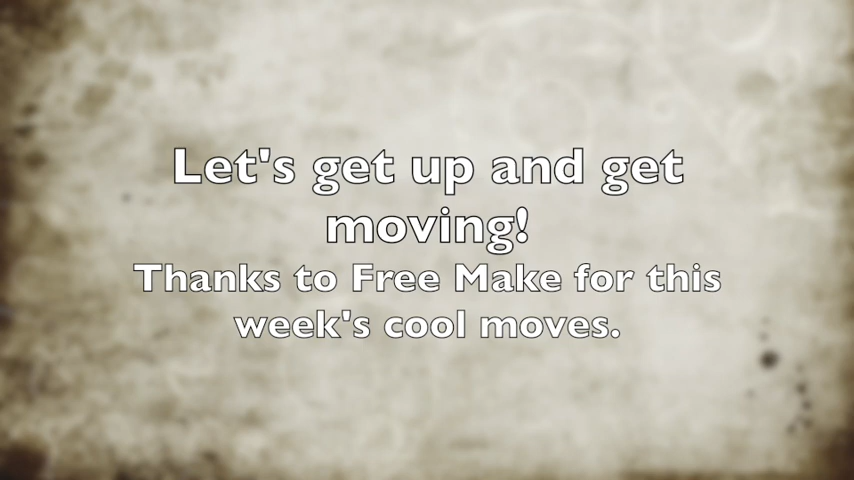 Let's get up and get
moving!
Thanks to Free Make for this
week's cool moves.